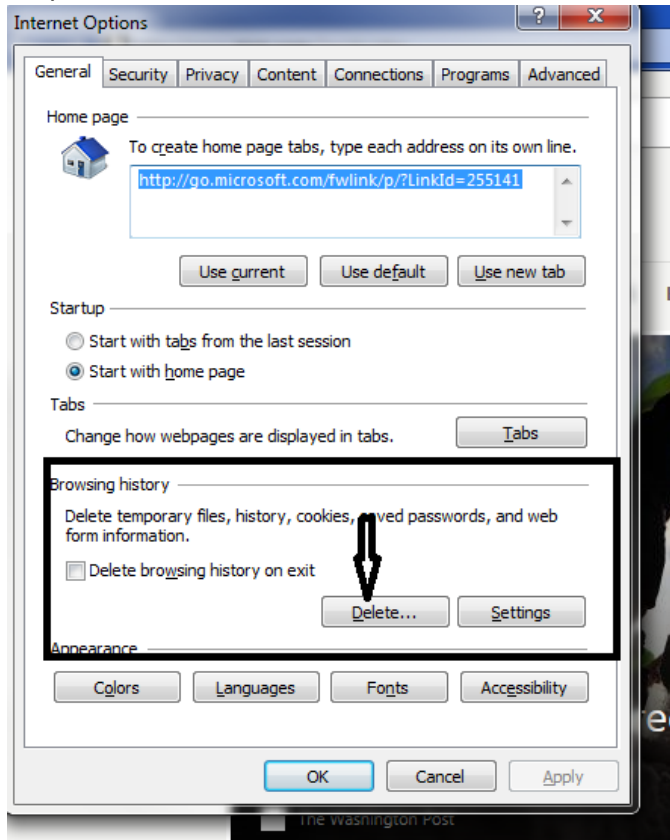 Internet Options
?
X
General Security Privacy Content Connections Programs Advanced
Home page
To create home page tabs, type each address on its own line.
http://go.microsoft.com/fwlink/p/?LinkId=255141
Use current Use default Use new tab
Startup
Start with tabs from the last session
Start with home page
Tabs
Change how webpages are displayed in tabs. Tabs
Browsing history
Delete temporary files, history, cookies, saved passwords, and web
form information.
Delete browsing history on exit
Delete... Settings
Appearance
Colors Languages Fonts Accessibility
OK Cancel Apply
The Washington Post